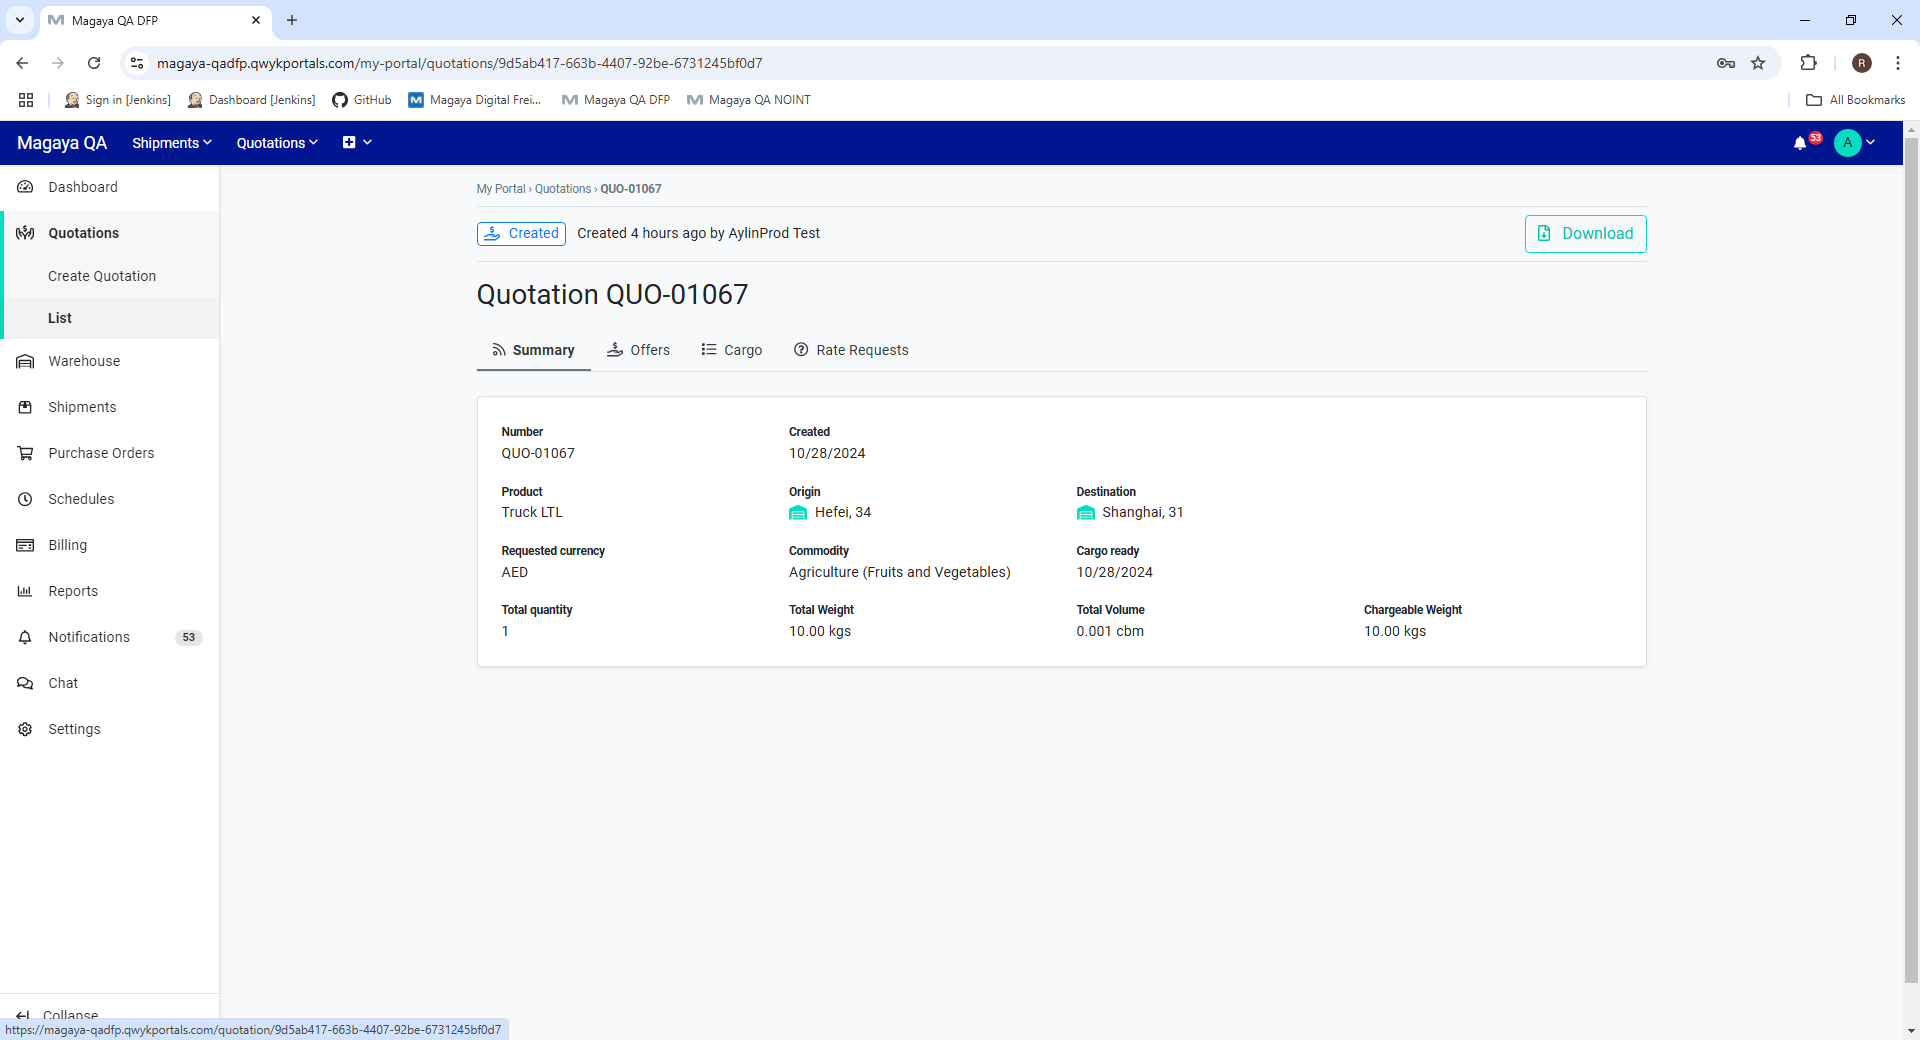 Magaya QA DFP
magaya-qadfp.qwykportals.com/my-portal/quotations/9d5ab417-663b-4407-92be-6731245bf0d7
R
Sign in [Jenkins] Dashboard [Jenkins] GitHub Magaya Digital Frei... Magaya QA DFP Magaya QA NOINT All Bookmarks
Magaya QA Shipments Quotations 53 A
Dashboard
Quotations
Create Quotation
List
Warehouse
Shipments
Purchase Orders
Schedules
Billing
Reports
Notifications 53
Chat
Settings
Collapse
My Portal › Quotations › QUO-01067
Created Created 4 hours ago by AylinProd Test Download
Quotation QUO-01067
Summary Offers Cargo Rate Requests
Number Created
QUO-01067 10/28/2024
Product Origin Destination
Truck LTL Hefei, 34 Shanghai, 31
Requested currency Commodity Cargo ready
AED Agriculture (Fruits and Vegetables) 10/28/2024
Total quantity Total Weight Total Volume Chargeable Weight
1 10.00 kgs 0.001 cbm 10.00 kgs
https://magaya-qadfp.qwykportals.com/quotation/9d5ab417-663b-4407-92be-6731245bf0d7